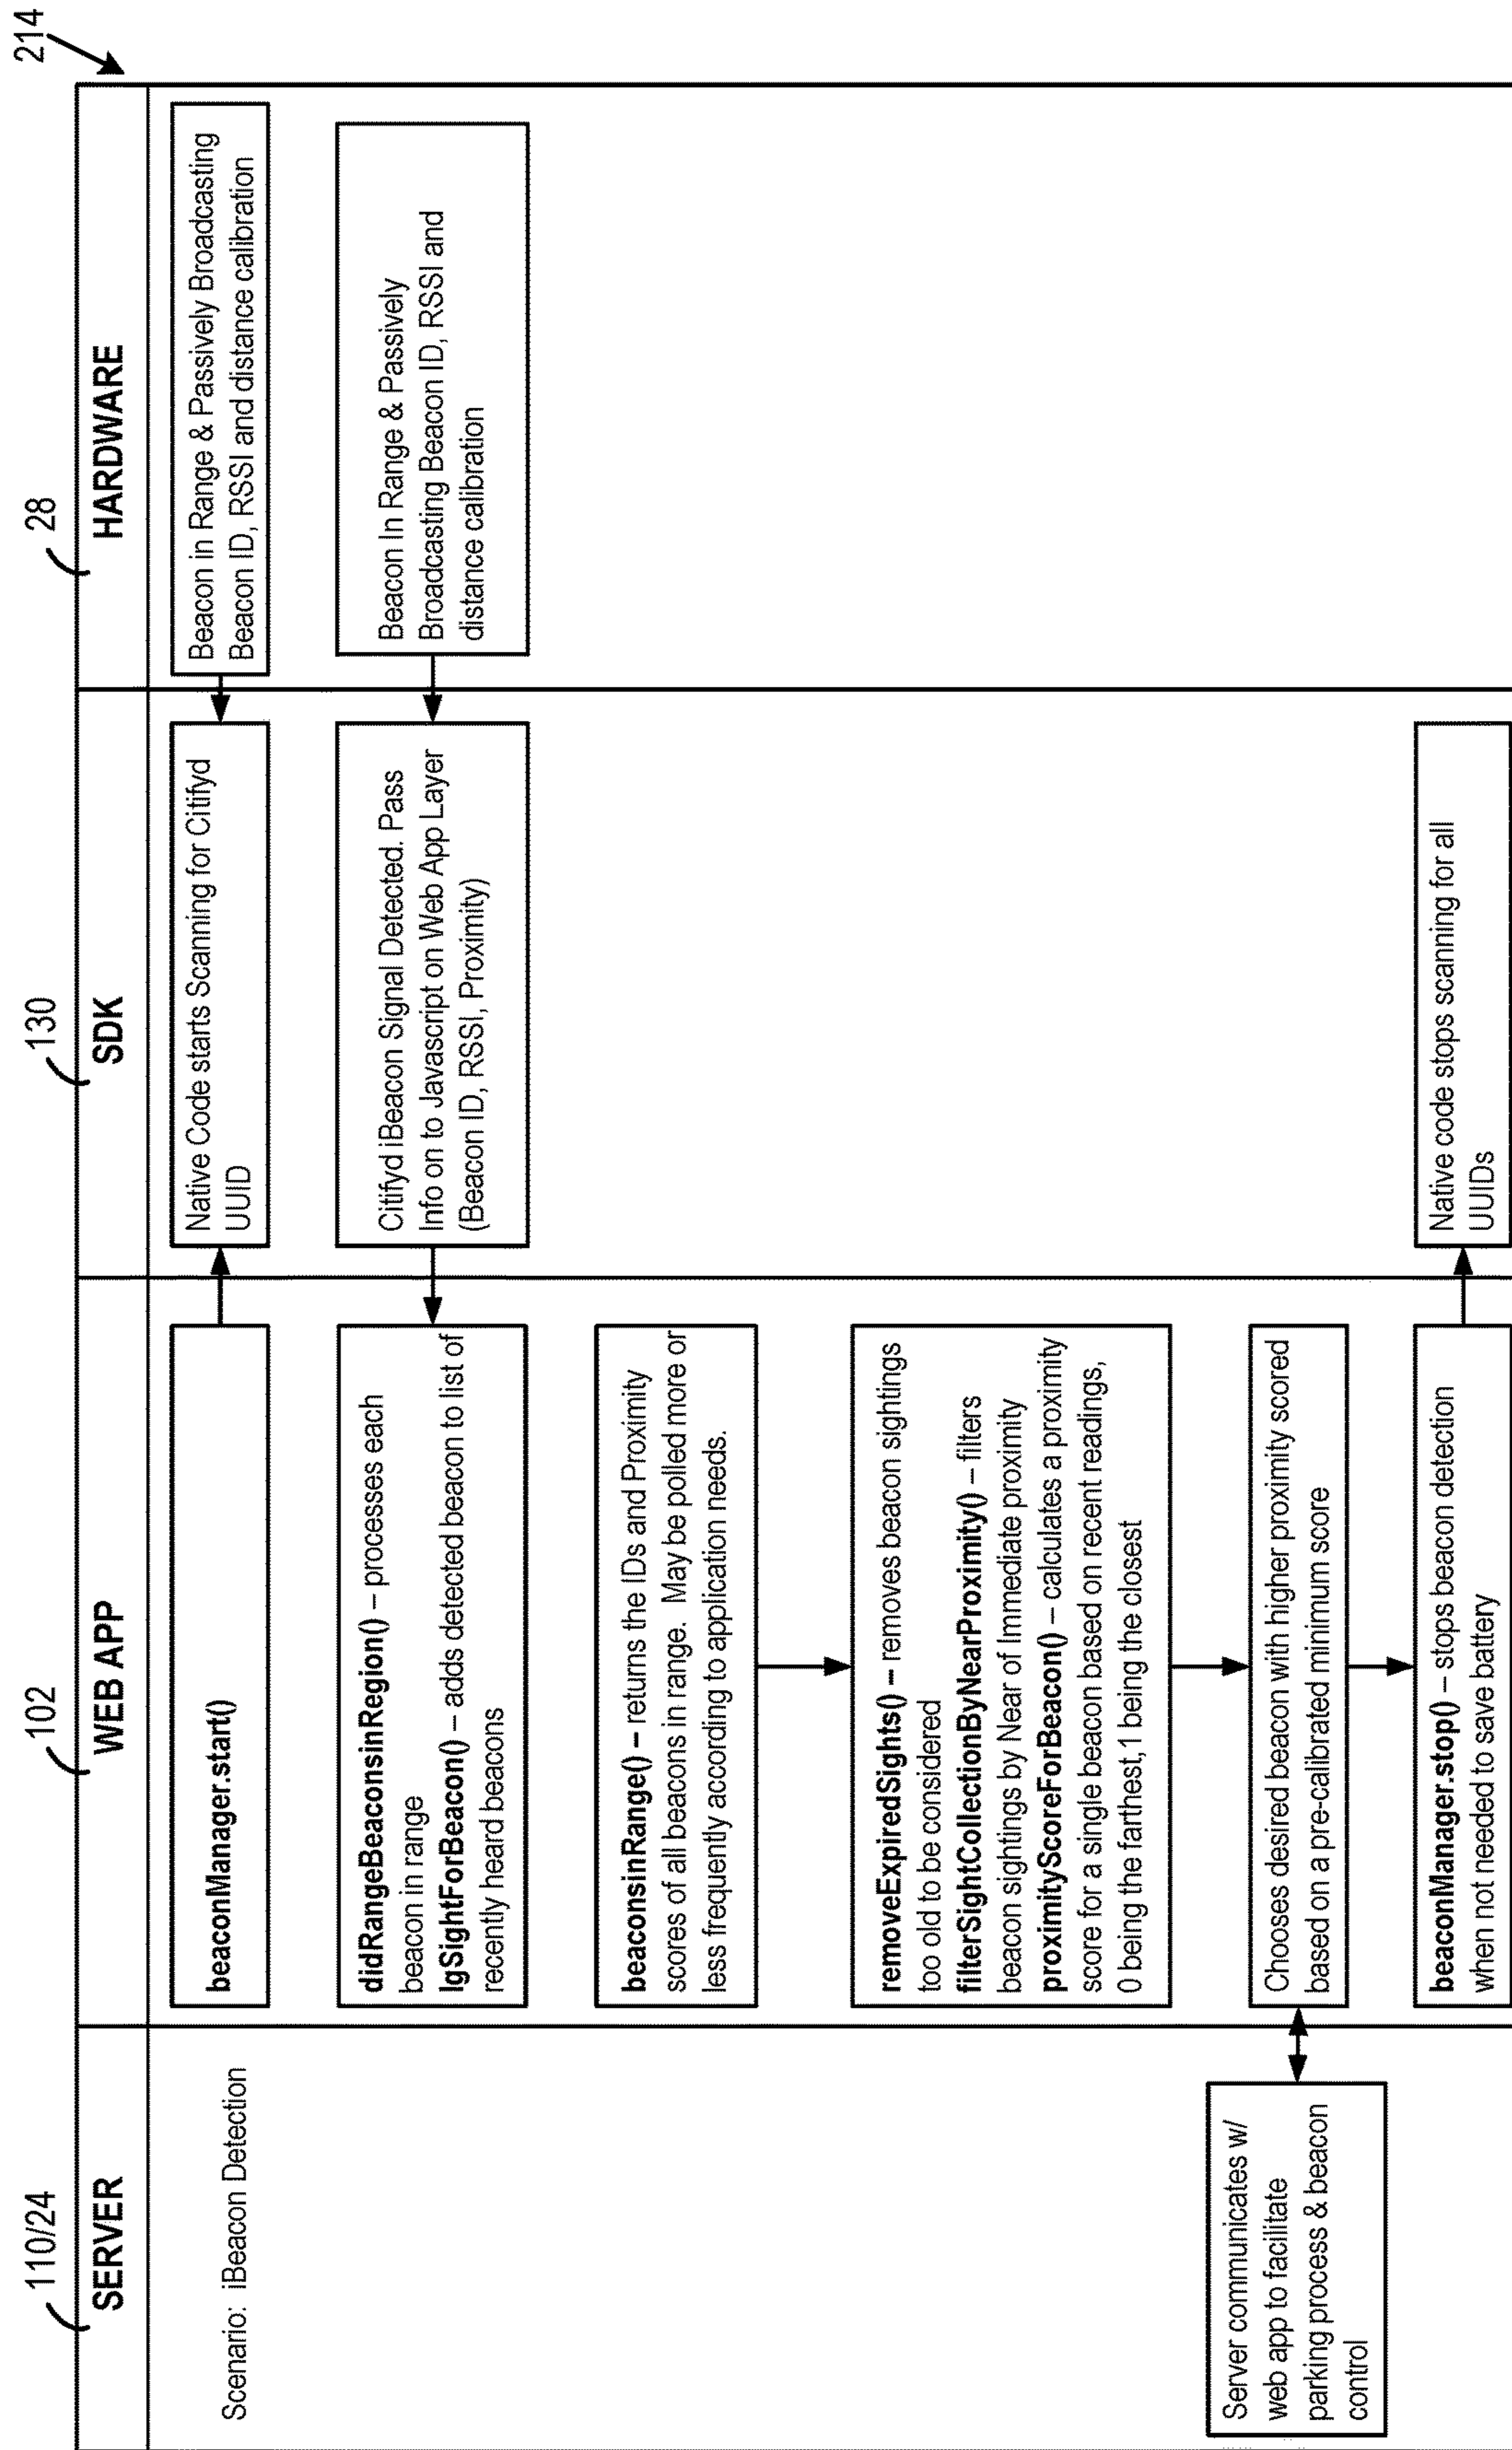 214
110/24
102
130
28
SERVER
WEB APP
SDK
HARDWARE
Scenario: iBeacon Detection
beaconManager.start()
Native Code starts Scanning for Citifyd
UUID
Beacon in Range & Passively Broadcasting
Beacon ID, RSSI and distance calibration
didRangeBeaconsinRegion() – processes each
beacon in range
lgSightForBeacon() – adds detected beacon to list of
recently heard beacons
Citifyd iBeacon Signal Detected. Pass
Info on to Javascript on Web App Layer
(Beacon ID, RSSI, Proximity)
Beacon In Range & Passively
Broadcasting Beacon ID, RSSI and
distance calibration
beaconsinRange() – returns the IDs and Proximity
scores of all beacons in range. May be polled more or
less frequently according to application needs.
removeExpiredSights() – removes beacon sightings
too old to be considered
filterSightCollectionByNearProximity() – filters
beacon sightings by Near of Immediate proximity
proximityScoreForBeacon() – calculates a proximity
score for a single beacon based on recent readings,
0 being the farthest,1 being the closest
Server communicates w/
web app to facilitate
parking process & beacon
control
Chooses desired beacon with higher proximity scored
based on a pre-calibrated minimum score
beaconManager.stop() – stops beacon detection
when not needed to save battery
Native code stops scanning for all
UUIDs